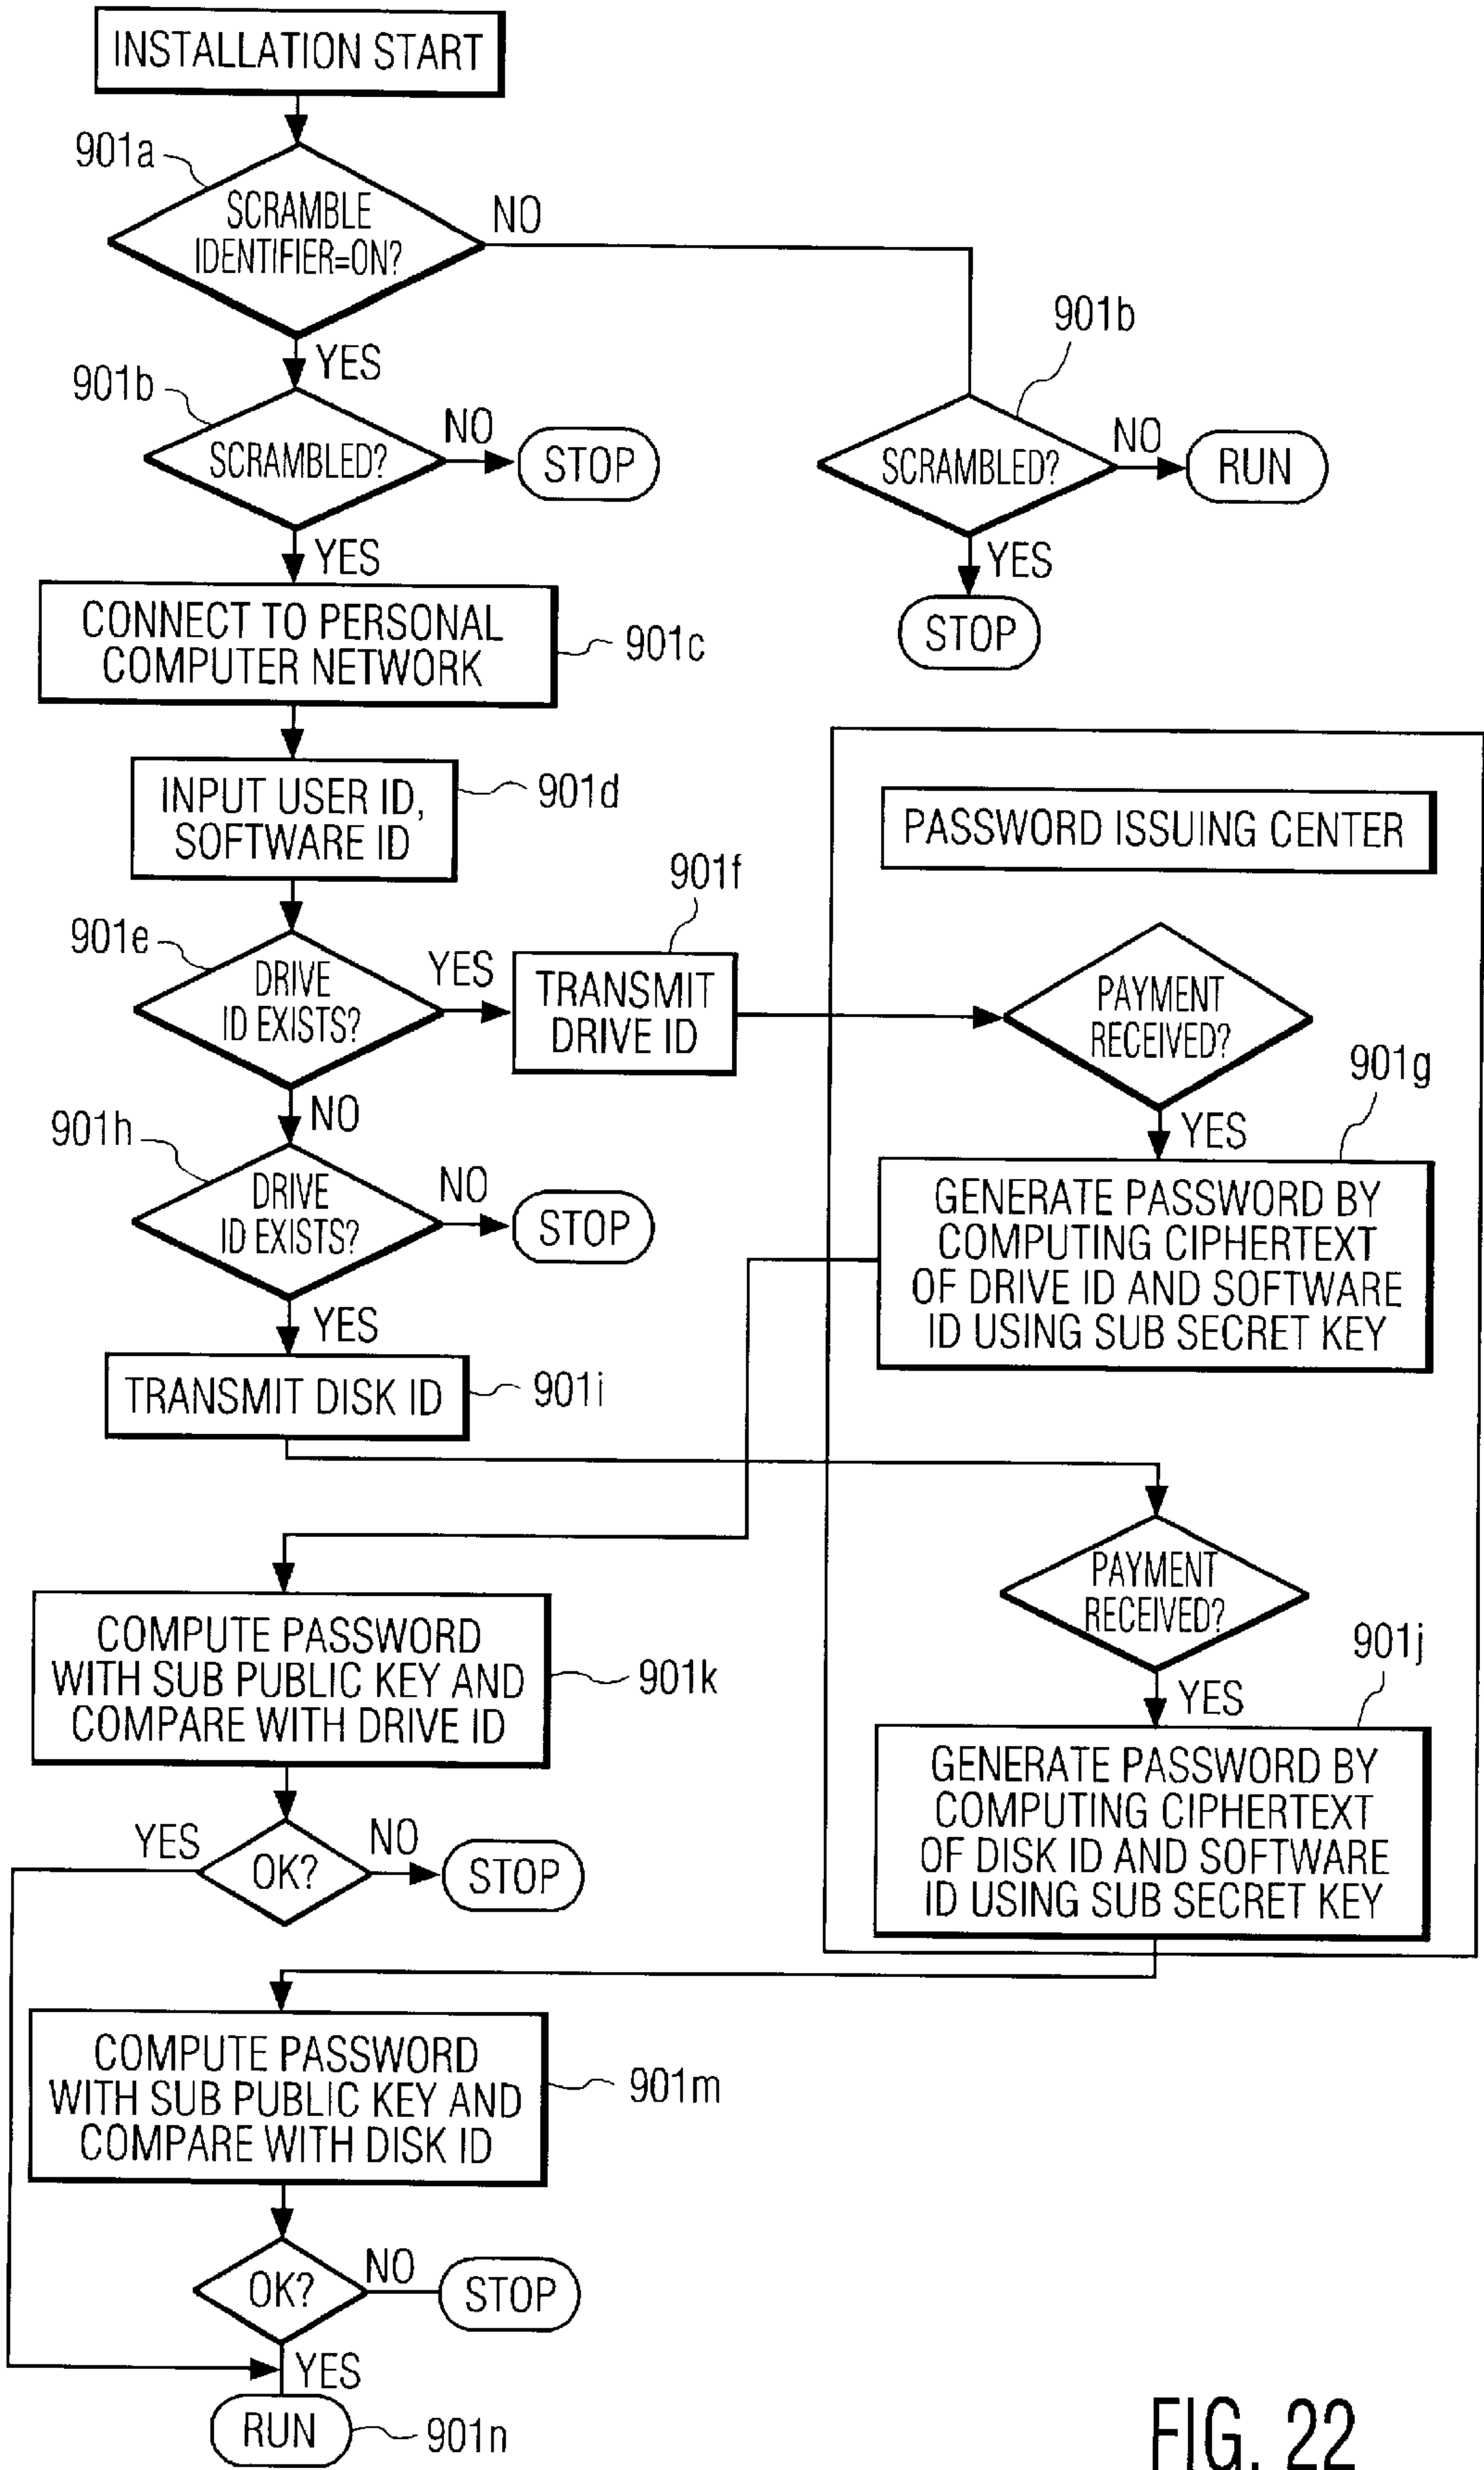 INSTALLATION START
901a
SCRAMBLE
IDENTIFIER=ON?
NO
YES
901b
SCRAMBLED?
NO
STOP
901b
SCRAMBLED?
NO
RUN
YES
STOP
YES
CONNECT TO PERSONAL
COMPUTER NETWORK
901c
INPUT USER ID,
SOFTWARE ID
901d
PASSWORD ISSUING CENTER
901e
DRIVE
ID EXISTS?
YES
901f
TRANSMIT
DRIVE ID
PAYMENT
RECEIVED?
YES
901g
GENERATE PASSWORD BY
COMPUTING CIPHERTEXT
OF DRIVE ID AND SOFTWARE
ID USING SUB SECRET KEY
NO
901h
DRIVE
ID EXISTS?
NO
STOP
YES
TRANSMIT DISK ID
901i
PAYMENT
RECEIVED?
YES
901j
GENERATE PASSWORD BY
COMPUTING CIPHERTEXT
OF DISK ID AND SOFTWARE
ID USING SUB SECRET KEY
COMPUTE PASSWORD
WITH SUB PUBLIC KEY AND
COMPARE WITH DRIVE ID
901k
YES
OK?
NO
STOP
COMPUTE PASSWORD
WITH SUB PUBLIC KEY AND
COMPARE WITH DISK ID
901m
OK?
NO
STOP
YES
RUN
901n
FIG. 22